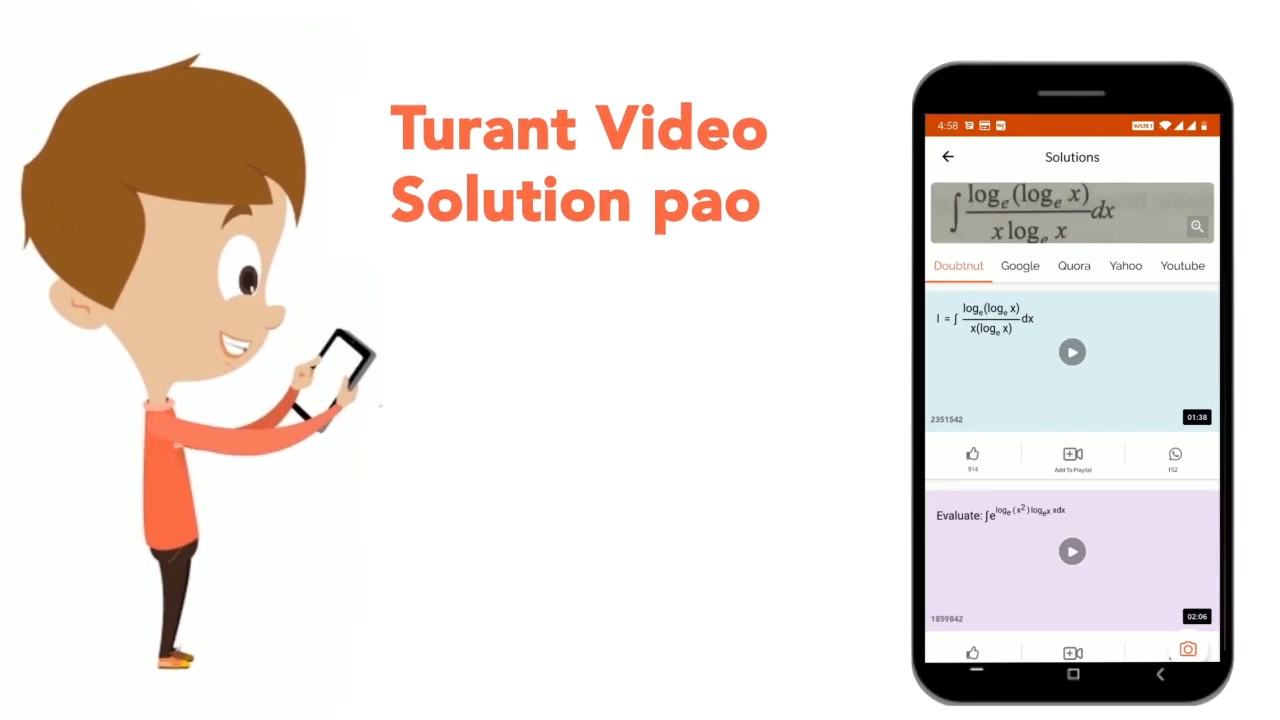 Turant Video
Solution pao
4:58
VoLTE1
Solutions
∫ logₑ(logₑ x) / x logₑ x dx
Doubtnut Google Quora Yahoo Youtube
I = ∫ logₑ(logₑ x) / x(logₑ x) dx
2351542 01:38
914 Add To Playlist 152
Evaluate: ∫e^logₑ(x²)logₑx xdx
1859842 02:06